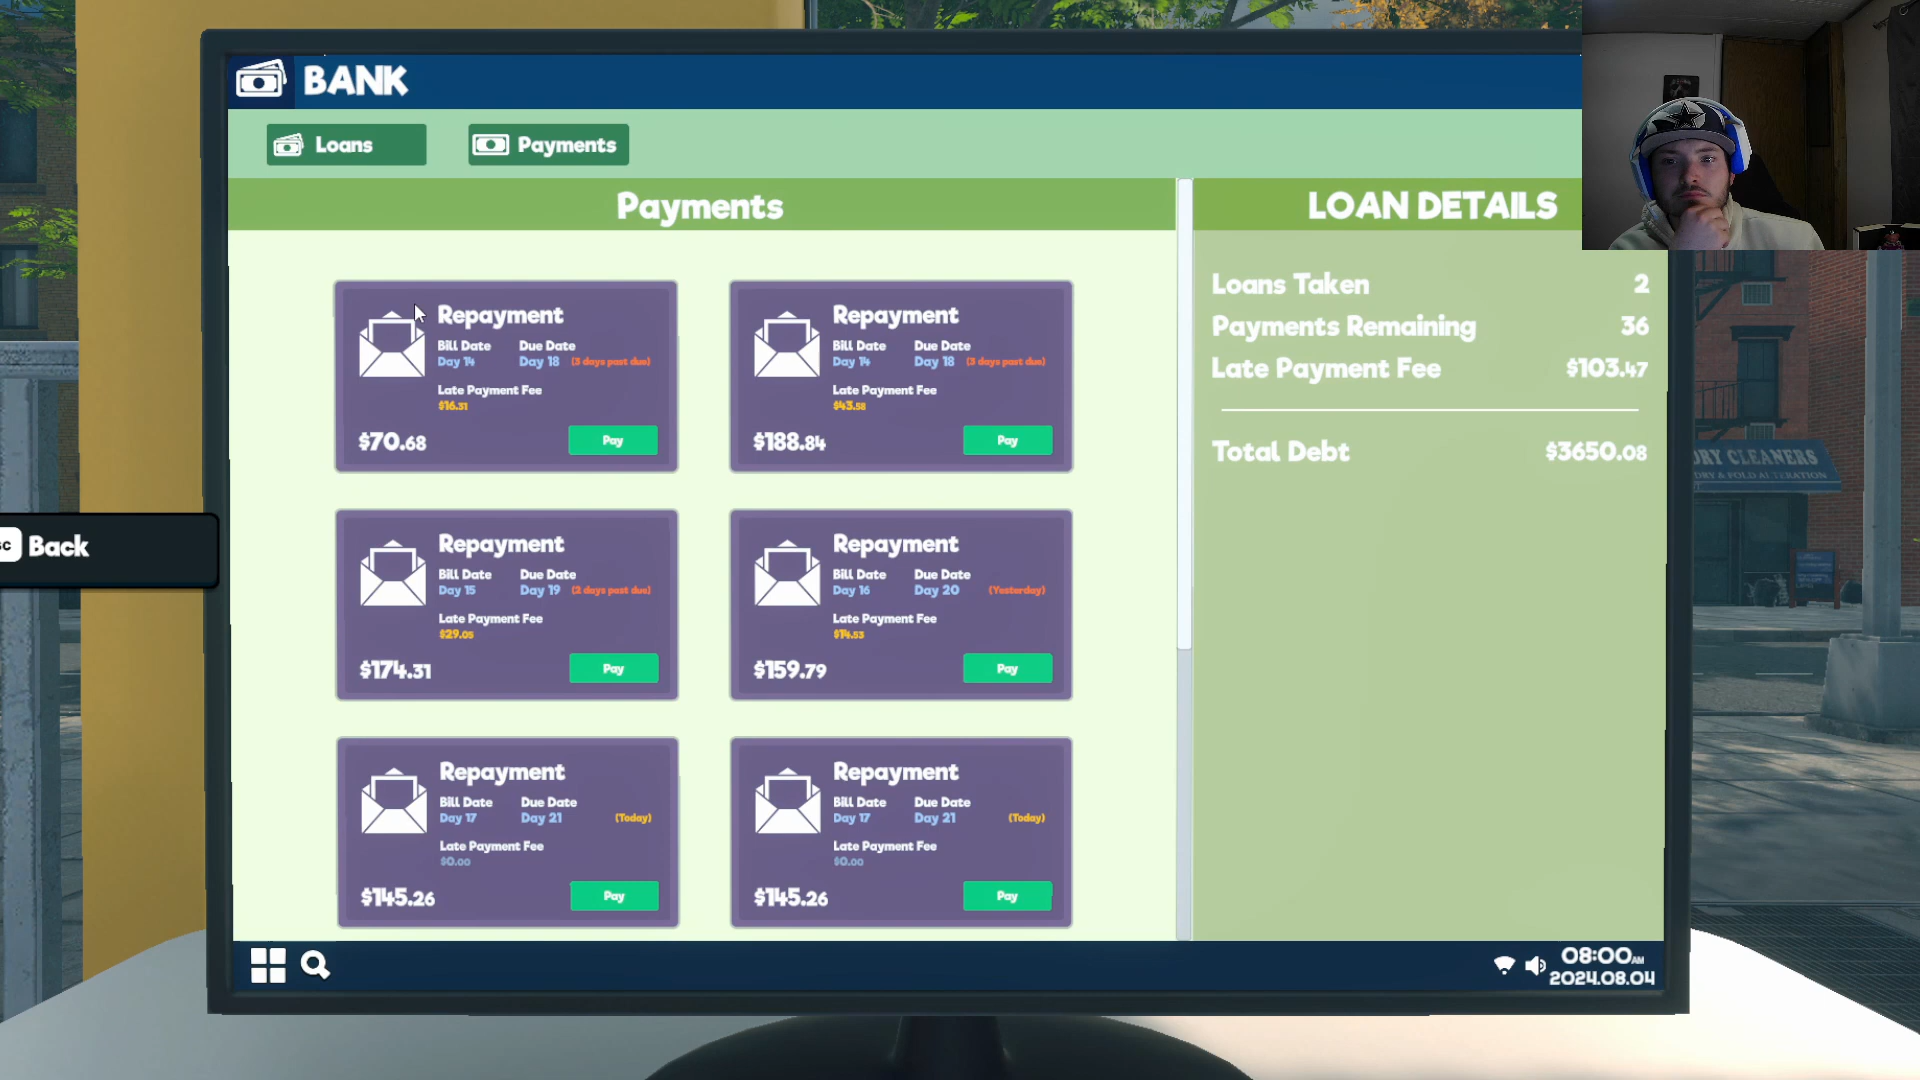 BANK
Loans
Payments
Payments
LOAN DETAILS
Repayment
Bill Date Due Date
Day 14 Day 18 (3 days past due)
Late Payment Fee
$16.31
$70.68
Pay
Repayment
Bill Date Due Date
Day 14 Day 18 (3 days past due)
Late Payment Fee
$43.58
$188.84
Pay
Repayment
Bill Date Due Date
Day 15 Day 19 (2 days past due)
Late Payment Fee
$29.05
$174.31
Pay
Repayment
Bill Date Due Date
Day 16 Day 20 (Yesterday)
Late Payment Fee
$14.53
$159.79
Pay
Repayment
Bill Date Due Date
Day 17 Day 21 (Today)
Late Payment Fee
$0.00
$145.26
Pay
Repayment
Bill Date Due Date
Day 17 Day 21 (Today)
Late Payment Fee
$0.00
$145.26
Pay
Loans Taken 2
Payments Remaining 36
Late Payment Fee $103.47
Total Debt $3650.08
Back
08:00AM
2024.08.04
RY CLEANERS